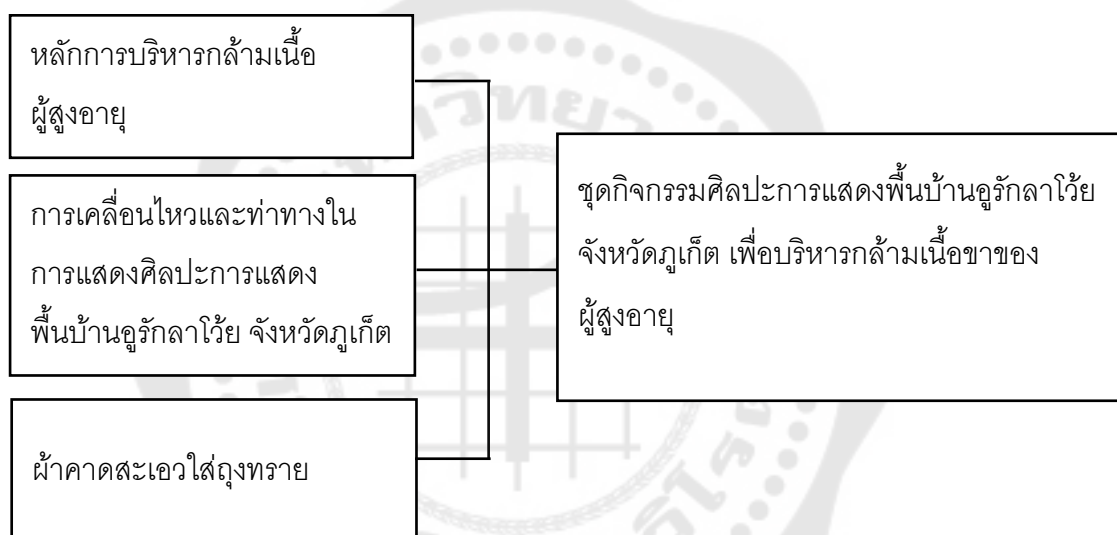 หลักการบริหารกล้ามเนื้อ
ผู้สูงอายุ
การเคลื่อนไหวและท่าทางใน
การแสดงศิลปะการแสดง
พื้นบ้านอูรักลาโว้ย จังหวัดภูเก็ต
ผ้าคาดสะเอวใส่ถุงทราย
ชุดกิจกรรมศิลปะการแสดงพื้นบ้านอูรักลาโว้ย
จังหวัดภูเก็ต เพื่อบริหารกล้ามเนื้อขาของ
ผู้สูงอายุ